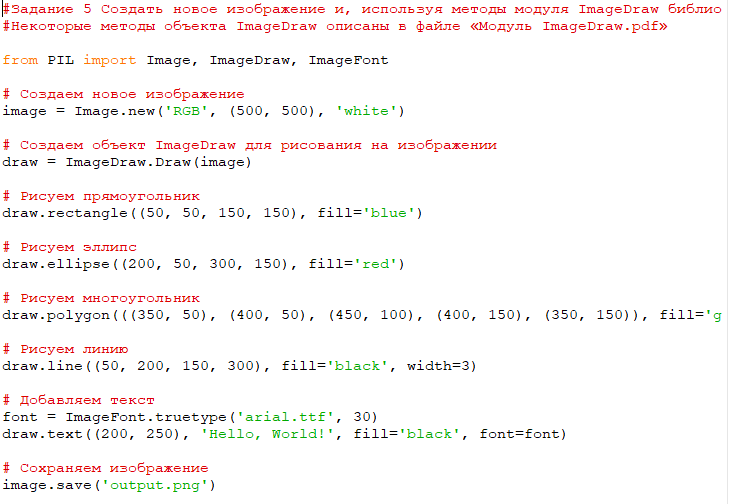 #Задание 5 Создать новое изображение и, используя методы модуля ImageDraw библио
#Некоторые методы объекта ImageDraw описаны в файле «Модуль ImageDraw.pdf»
from PIL import Image, ImageDraw, ImageFont
# Создаем новое изображение
image = Image.new('RGB', (500, 500), 'white')
# Создаем объект ImageDraw для рисования на изображении
draw = ImageDraw.Draw(image)
# Рисуем прямоугольник
draw.rectangle((50, 50, 150, 150), fill='blue')
# Рисуем эллипс
draw.ellipse((200, 50, 300, 150), fill='red')
# Рисуем многоугольник
draw.polygon(((350, 50), (400, 50), (450, 100), (400, 150), (350, 150)), fill='g
# Рисуем линию
draw.line((50, 200, 150, 300), fill='black', width=3)
# Добавляем текст
font = ImageFont.truetype('arial.ttf', 30)
draw.text((200, 250), 'Hello, World!', fill='black', font=font)
# Сохраняем изображение
image.save('output.png')